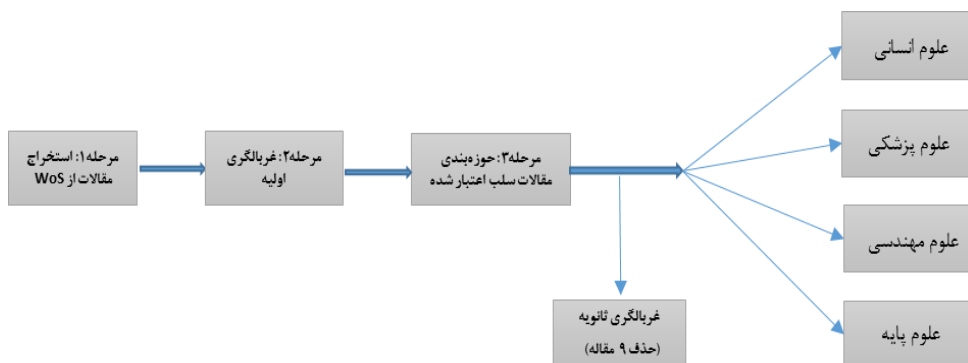 مرحله۱: استخراج
مقالات از WoS
مرحله۲: غربالگری
اولیه
مرحله۳: حوزه‌بندی
مقالات سلب اعتبار شده
غربالگری ثانویه
(حذف ۹ مقاله)
علوم انسانی
علوم پزشکی
علوم مهندسی
علوم پایه